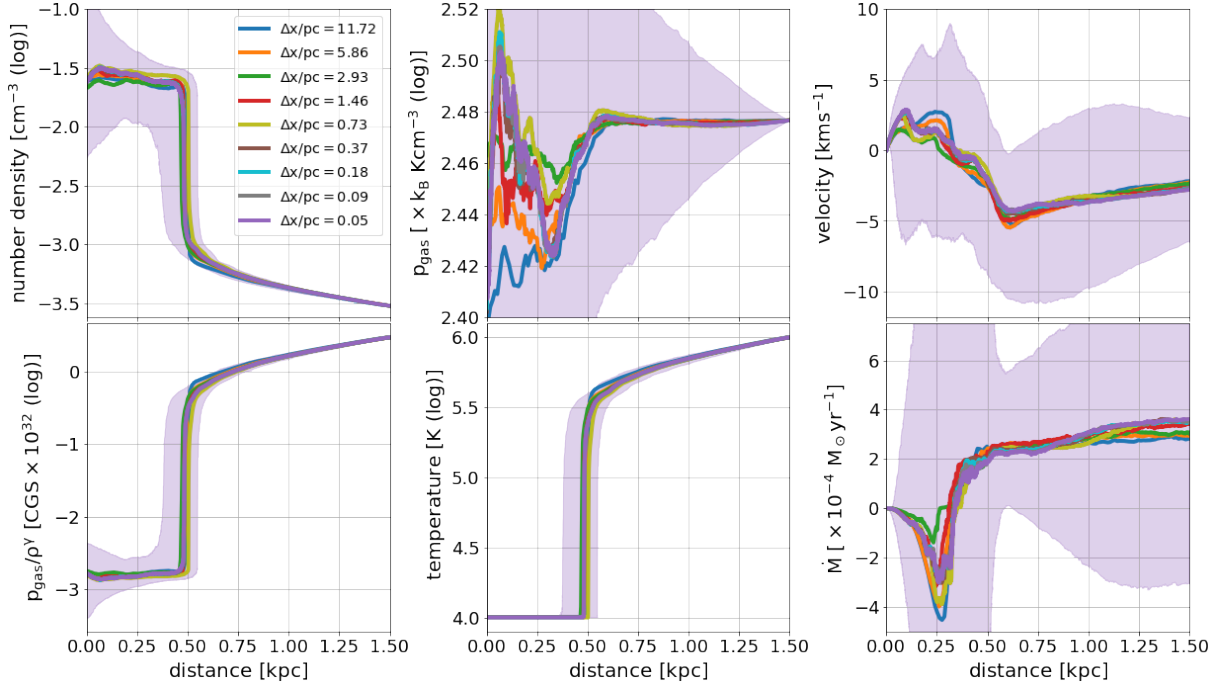 number density [cm⁻³ (log)]
−1.0
−1.5
−2.0
−2.5
−3.0
−3.5
Δx/pc = 11.72
Δx/pc = 5.86
Δx/pc = 2.93
Δx/pc = 1.46
Δx/pc = 0.73
Δx/pc = 0.37
Δx/pc = 0.18
Δx/pc = 0.09
Δx/pc = 0.05
p_gas [ × k_B Kcm⁻³ (log)]
2.52
2.50
2.48
2.46
2.44
2.42
2.40
velocity [kms⁻¹]
10
5
0
−5
−10
p_gas/ρ^γ [CGS × 10³² (log)]
0
−1
−2
−3
0.00 0.25 0.50 0.75 1.00 1.25 1.50
distance [kpc]
temperature [K (log)]
6.0
5.5
5.0
4.5
4.0
0.00 0.25 0.50 0.75 1.00 1.25 1.50
distance [kpc]
Ṁ [ × 10⁻⁴ M⊙yr⁻¹]
6
4
2
0
−2
−4
0.00 0.25 0.50 0.75 1.00 1.25 1.50
distance [kpc]